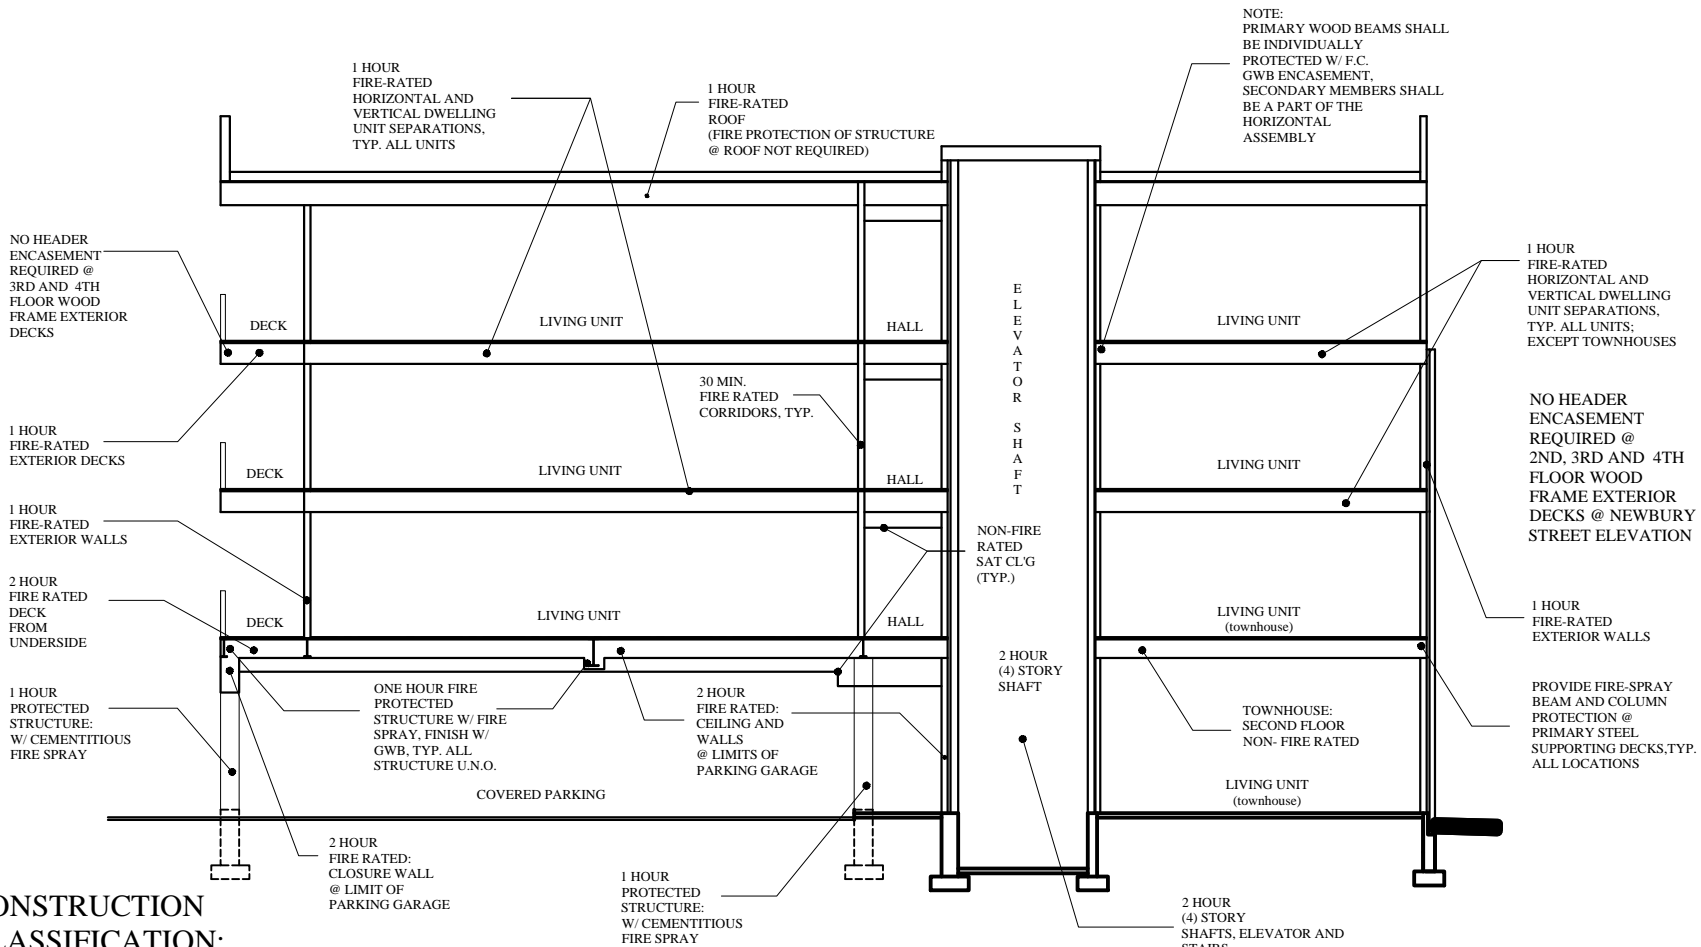 NOTE:
PRIMARY WOOD BEAMS SHALL
BE INDIVIDUALLY
PROTECTED W/ F.C.
GWB ENCASEMENT,
SECONDARY MEMBERS SHALL
BE A PART OF THE
HORIZONTAL
ASSEMBLY
1 HOUR
FIRE-RATED
HORIZONTAL AND
VERTICAL DWELLING
UNIT SEPARATIONS,
TYP. ALL UNITS
1 HOUR
FIRE-RATED
ROOF
(FIRE PROTECTION OF STRUCTURE
@ ROOF NOT REQUIRED)
NO HEADER
ENCASEMENT
REQUIRED @
3RD AND 4TH
FLOOR WOOD
FRAME EXTERIOR
DECKS
DECK
LIVING UNIT
HALL
ELEVATOR SHAFT
LIVING UNIT
1 HOUR
FIRE-RATED
HORIZONTAL AND
VERTICAL DWELLING
UNIT SEPARATIONS,
TYP. ALL UNITS;
EXCEPT TOWNHOUSES
30 MIN.
FIRE RATED
CORRIDORS, TYP.
NO HEADER
ENCASEMENT
REQUIRED @
2ND, 3RD AND 4TH
FLOOR WOOD
FRAME EXTERIOR
DECKS @ NEWBURY
STREET ELEVATION
1 HOUR
FIRE-RATED
EXTERIOR DECKS
DECK
LIVING UNIT
HALL
LIVING UNIT
1 HOUR
FIRE-RATED
EXTERIOR WALLS
NON-FIRE
RATED
SAT CL'G
(TYP.)
2 HOUR
FIRE RATED
DECK
FROM
UNDERSIDE
DECK
LIVING UNIT
HALL
LIVING UNIT
(townhouse)
1 HOUR
FIRE-RATED
EXTERIOR WALLS
2 HOUR
(4) STORY
SHAFT
1 HOUR
PROTECTED
STRUCTURE:
W/ CEMENTITIOUS
FIRE SPRAY
ONE HOUR FIRE
PROTECTED
STRUCTURE W/ FIRE
SPRAY, FINISH W/
GWB, TYP. ALL
STRUCTURE U.N.O.
2 HOUR
FIRE RATED:
CEILING AND
WALLS
@ LIMITS OF
PARKING GARAGE
TOWNHOUSE:
SECOND FLOOR
NON- FIRE RATED
PROVIDE FIRE-SPRAY
BEAM AND COLUMN
PROTECTION @
PRIMARY STEEL
SUPPORTING DECKS,TYP.
ALL LOCATIONS
COVERED PARKING
LIVING UNIT
(townhouse)
2 HOUR
FIRE RATED:
CLOSURE WALL
@ LIMIT OF
PARKING GARAGE
1 HOUR
PROTECTED
STRUCTURE:
W/ CEMENTITIOUS
FIRE SPRAY
2 HOUR
(4) STORY
SHAFTS, ELEVATOR AND
STAIRS
ONSTRUCTION
LASSIFICATION: